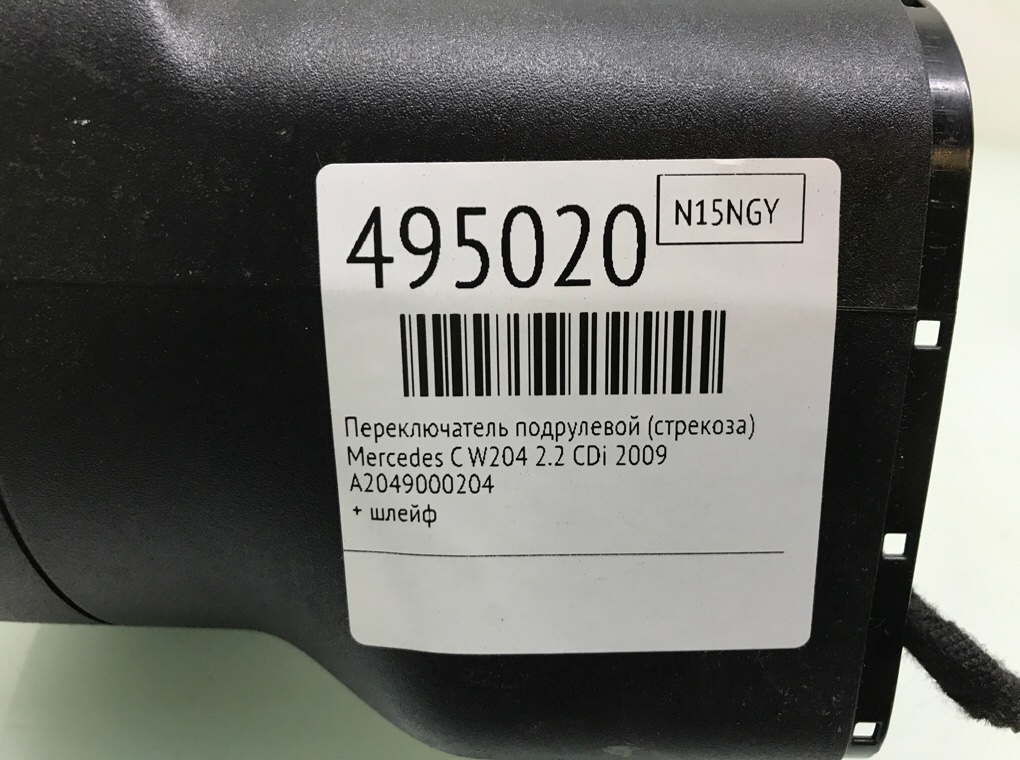 495020
N15NGY
Переключатель подрулевой (стрекоза)
Mercedes C W204 2.2 CDi 2009
A2049000204
+ шлейф